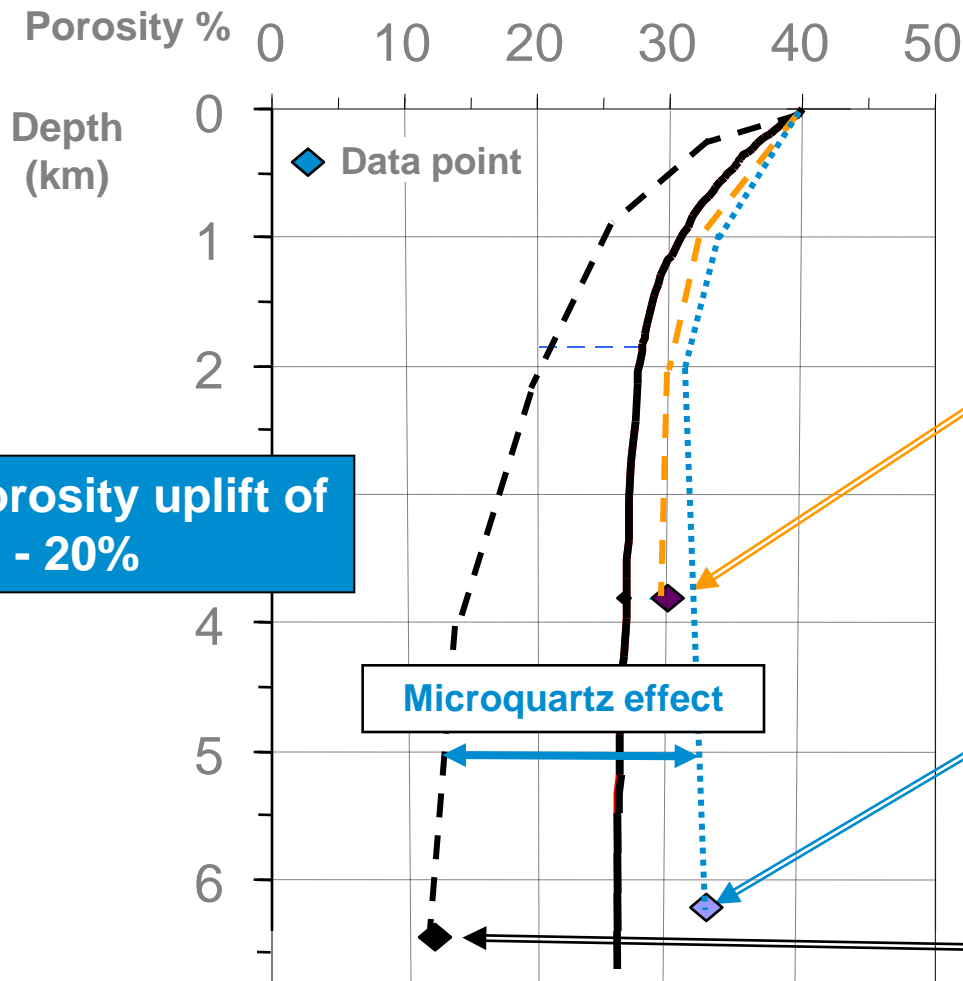 Porosity %
0 10 20 30 40 50
Depth
(km)
0
Data point
1
2
orosity uplift of
- 20%
4
Microquartz effect
5
6